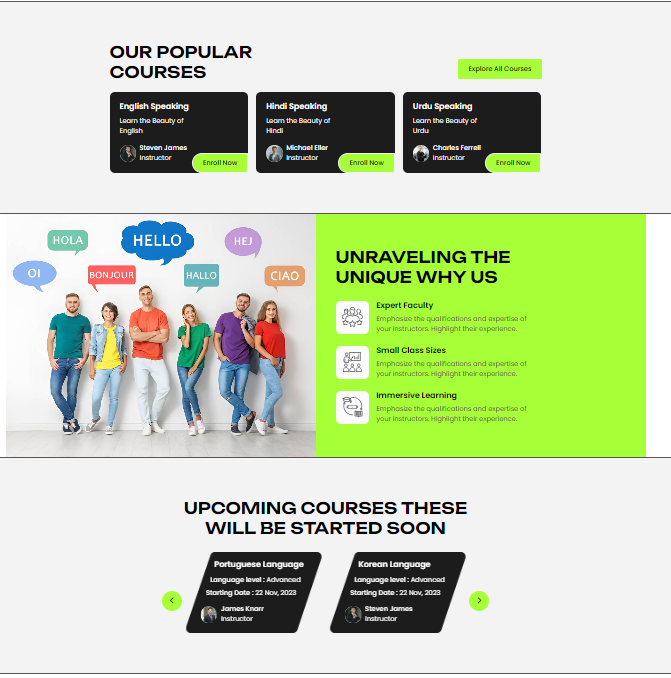 OUR POPULAR
COURSES
Explore All Courses
English Speaking
Learn the Beauty of
English
Steven James
Instructor
Enroll Now
Hindi Speaking
Learn the Beauty of
Hindi
Michael Eller
Instructor
Enroll Now
Urdu Speaking
Learn the Beauty of
Urdu
Charles Ferrell
Instructor
Enroll Now
HOLA
HELLO
HEJ
OI
BONJOUR
HALLO
CIAO
UNRAVELING THE
UNIQUE WHY US
Expert Faculty
Emphasize the qualifications and expertise of
your instructors. Highlight their experience.
Small Class Sizes
Emphasize the qualifications and expertise of
your instructors. Highlight their experience.
Immersive Learning
Emphasize the qualifications and expertise of
your instructors. Highlight their experience.
UPCOMING COURSES THESE
WILL BE STARTED SOON
Portuguese Language
Language level : Advanced
Starting Date : 22 Nov, 2023
James Knarr
Instructor
Korean Language
Language level : Advanced
Starting Date : 22 Nov, 2023
Steven James
Instructor